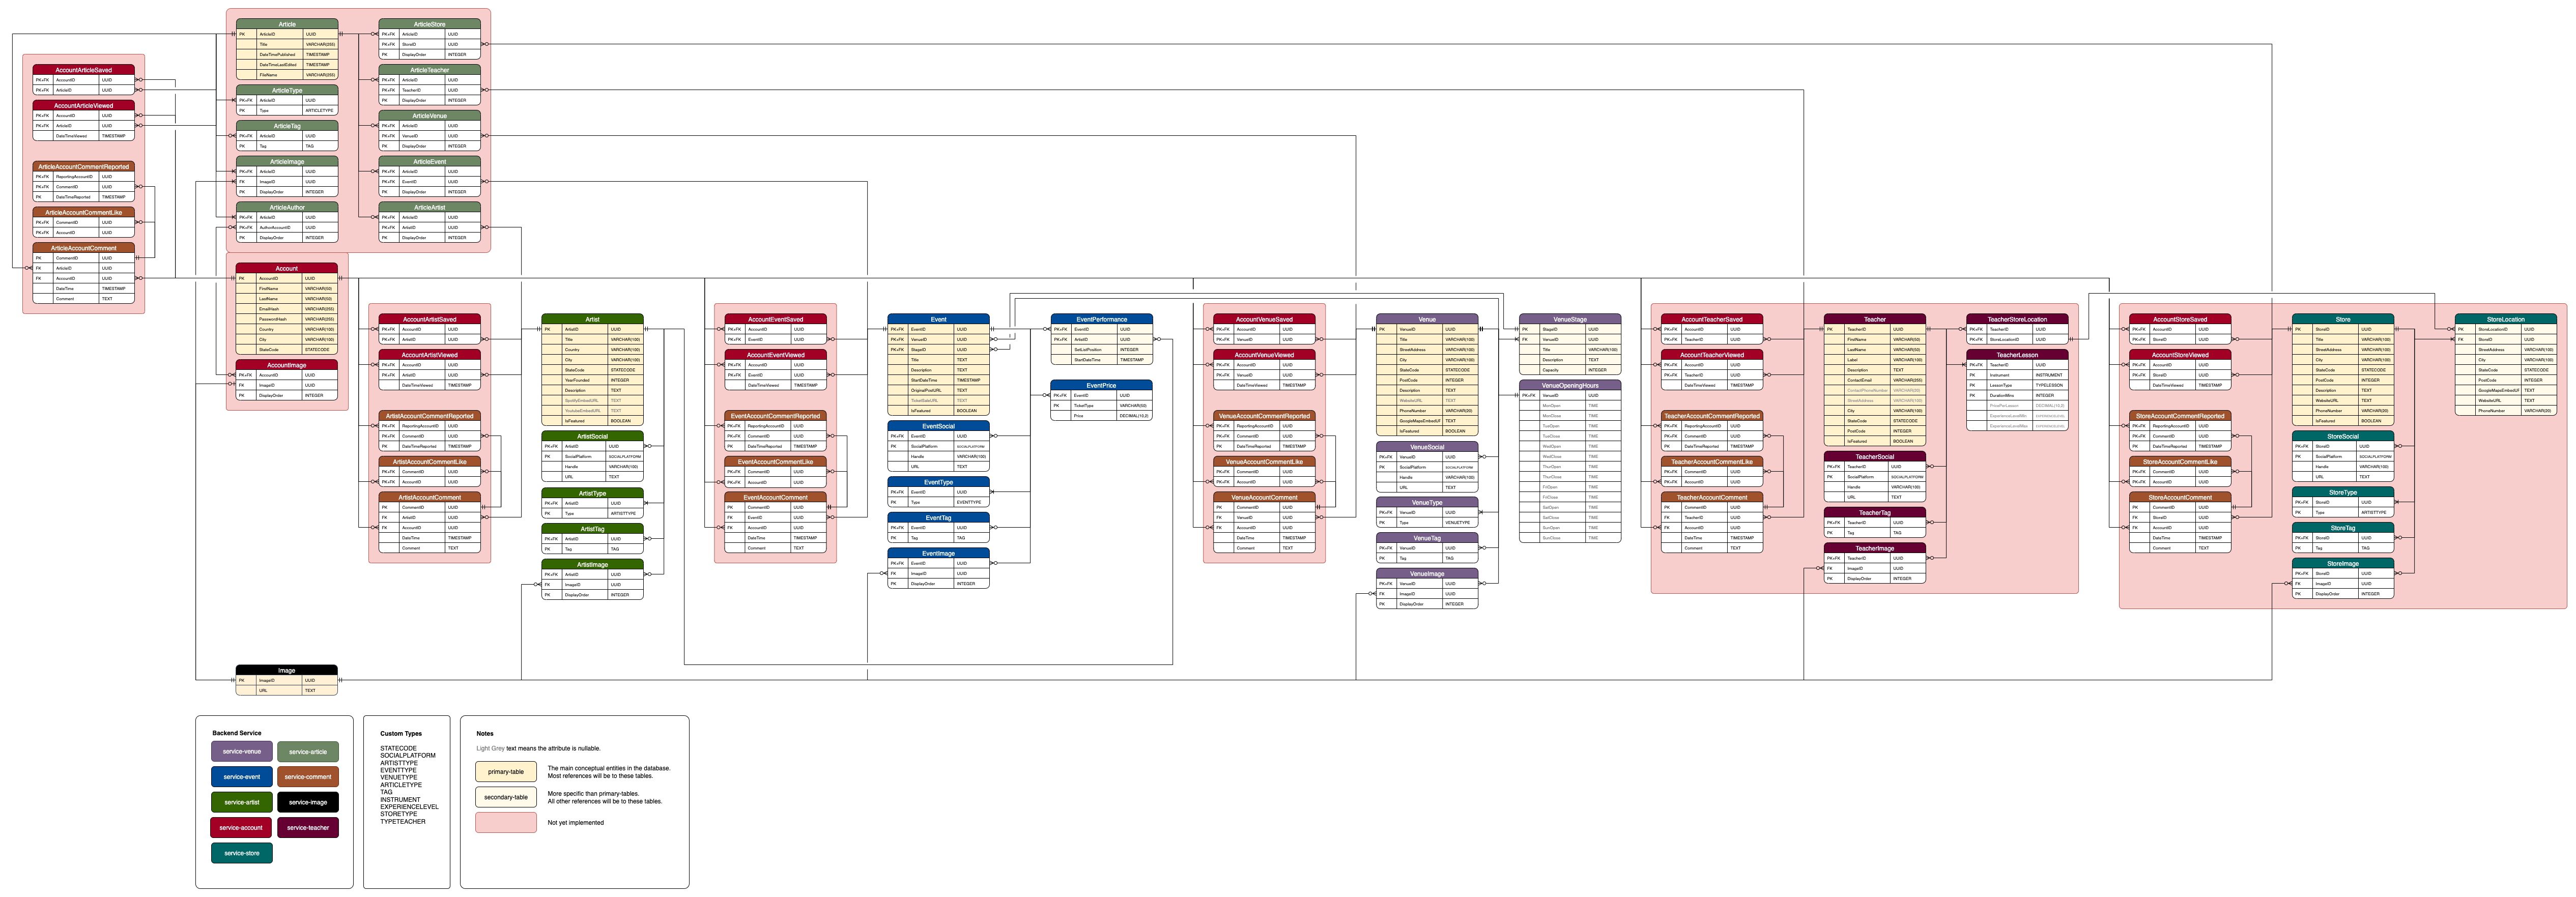 Article
PK ArticleID UUID
Title VARCHAR(255)
DateTimePublished TIMESTAMP
DateTimeLastEdited TIMESTAMP
FileName VARCHAR(255)
ArticleType
PK+FK ArticleID UUID
PK Type ARTICLETYPE
ArticleTag
PK+FK ArticleID UUID
PK Tag TAG
ArticleImage
PK+FK ArticleID UUID
FK ImageID UUID
PK DisplayOrder INTEGER
ArticleAuthor
PK+FK ArticleID UUID
PK+FK AuthorAccountID UUID
PK DisplayOrder INTEGER
ArticleStore
PK+FK ArticleID UUID
PK+FK StoreID UUID
PK DisplayOrder INTEGER
ArticleTeacher
PK+FK ArticleID UUID
PK+FK TeacherID UUID
PK DisplayOrder INTEGER
ArticleVenue
PK+FK ArticleID UUID
PK+FK VenueID UUID
PK DisplayOrder INTEGER
ArticleEvent
PK+FK ArticleID UUID
PK+FK EventID UUID
PK DisplayOrder INTEGER
ArticleArtist
PK+FK ArticleID UUID
PK+FK ArtistID UUID
PK DisplayOrder INTEGER
AccountArticleSaved
PK+FK AccountID UUID
PK+FK ArticleID UUID
AccountArticleViewed
PK+FK AccountID UUID
PK+FK ArticleID UUID
DateTimeViewed TIMESTAMP
ArticleAccountCommentReported
PK+FK ReportingAccountID UUID
PK+FK CommentID UUID
PK DateTimeReported TIMESTAMP
ArticleAccountCommentLike
PK+FK CommentID UUID
PK+FK AccountID UUID
ArticleAccountComment
PK CommentID UUID
FK ArticleID UUID
FK AccountID UUID
DateTime TIMESTAMP
Comment TEXT
Account
PK AccountID UUID
FirstName VARCHAR(50)
LastName VARCHAR(50)
EmailHash VARCHAR(255)
PasswordHash VARCHAR(255)
Country VARCHAR(100)
City VARCHAR(100)
StateCode STATECODE
AccountImage
PK+FK AccountID UUID
FK ImageID UUID
PK DisplayOrder INTEGER
AccountArtistSaved
PK+FK AccountID UUID
PK+FK ArtistID UUID
AccountArtistViewed
PK+FK AccountID UUID
PK+FK ArtistID UUID
DateTimeViewed TIMESTAMP
ArtistAccountCommentReported
PK+FK ReportingAccountID UUID
PK+FK CommentID UUID
PK DateTimeReported TIMESTAMP
ArtistAccountCommentLike
PK+FK CommentID UUID
PK+FK AccountID UUID
ArtistAccountComment
PK CommentID UUID
FK ArtistID UUID
FK AccountID UUID
DateTime TIMESTAMP
Comment TEXT
Artist
PK ArtistID UUID
Title VARCHAR(100)
Country VARCHAR(100)
City VARCHAR(100)
StateCode STATECODE
YearFounded INTEGER
Description TEXT
SpotifyEmbedURL TEXT
YoutubeEmbedURL TEXT
IsFeatured BOOLEAN
ArtistSocial
PK+FK ArtistID UUID
PK SocialPlatform SOCIALPLATFORM
Handle VARCHAR(100)
URL TEXT
ArtistType
PK+FK ArtistID UUID
PK Type ARTISTTYPE
ArtistTag
PK+FK ArtistID UUID
PK Tag TAG
ArtistImage
PK+FK ArtistID UUID
FK ImageID UUID
PK DisplayOrder INTEGER
AccountEventSaved
PK+FK AccountID UUID
PK+FK EventID UUID
AccountEventViewed
PK+FK AccountID UUID
PK+FK EventID UUID
DateTimeViewed TIMESTAMP
EventAccountCommentReported
PK+FK ReportingAccountID UUID
PK+FK CommentID UUID
PK DateTimeReported TIMESTAMP
EventAccountCommentLike
PK+FK CommentID UUID
PK+FK AccountID UUID
EventAccountComment
PK CommentID UUID
FK EventID UUID
FK AccountID UUID
DateTime TIMESTAMP
Comment TEXT
Event
PK+FK EventID UUID
PK+FK VenueID UUID
PK+FK StageID UUID
Title TEXT
Description TEXT
StartDateTime TIMESTAMP
OriginalPostURL TEXT
TicketSaleURL TEXT
IsFeatured BOOLEAN
EventSocial
PK+FK EventID UUID
PK SocialPlatform SOCIALPLATFORM
Handle VARCHAR(100)
URL TEXT
EventType
PK+FK EventID UUID
PK Type EVENTTYPE
EventTag
PK+FK EventID UUID
PK Tag TAG
EventImage
PK+FK EventID UUID
FK ImageID UUID
PK DisplayOrder INTEGER
EventPerformance
PK+FK EventID UUID
PK+FK ArtistID UUID
SetListPosition INTEGER
StartDateTime TIMESTAMP
EventPrice
PK+FK EventID UUID
PK TicketType VARCHAR(50)
Price DECIMAL(10,2)
AccountVenueSaved
PK+FK AccountID UUID
PK+FK VenueID UUID
AccountVenueViewed
PK+FK AccountID UUID
PK+FK VenueID UUID
DateTimeViewed TIMESTAMP
VenueAccountCommentReported
PK+FK ReportingAccountID UUID
PK+FK CommentID UUID
PK DateTimeReported TIMESTAMP
VenueAccountCommentLike
PK+FK CommentID UUID
PK+FK AccountID UUID
VenueAccountComment
PK CommentID UUID
FK VenueID UUID
FK AccountID UUID
DateTime TIMESTAMP
Comment TEXT
Venue
PK VenueID UUID
Title VARCHAR(100)
StreetAddress VARCHAR(100)
City VARCHAR(100)
StateCode STATECODE
PostCode INTEGER
Description TEXT
WebsiteURL TEXT
PhoneNumber VARCHAR(20)
GoogleMapsEmbedURL TEXT
IsFeatured BOOLEAN
VenueSocial
PK+FK VenueID UUID
PK SocialPlatform SOCIALPLATFORM
Handle VARCHAR(100)
URL TEXT
VenueType
PK+FK VenueID UUID
PK Type VENUETYPE
VenueTag
PK+FK VenueID UUID
PK Tag TAG
VenueImage
PK+FK VenueID UUID
FK ImageID UUID
PK DisplayOrder INTEGER
VenueStage
PK StageID UUID
FK VenueID UUID
Title VARCHAR(100)
Description TEXT
Capacity INTEGER
VenueOpeningHours
PK+FK VenueID UUID
MonOpen TIME
MonClose TIME
TueOpen TIME
TueClose TIME
WedOpen TIME
WedClose TIME
ThurOpen TIME
ThurClose TIME
FriOpen TIME
FriClose TIME
SatOpen TIME
SatClose TIME
SunOpen TIME
SunClose TIME
AccountTeacherSaved
PK+FK AccountID UUID
PK+FK TeacherID UUID
AccountTeacherViewed
PK+FK AccountID UUID
PK+FK TeacherID UUID
DateTimeViewed TIMESTAMP
TeacherAccountCommentReported
PK+FK ReportingAccountID UUID
PK+FK CommentID UUID
PK DateTimeReported TIMESTAMP
TeacherAccountCommentLike
PK+FK CommentID UUID
PK+FK AccountID UUID
TeacherAccountComment
PK CommentID UUID
FK TeacherID UUID
FK AccountID UUID
DateTime TIMESTAMP
Comment TEXT
Teacher
PK TeacherID UUID
FirstName VARCHAR(50)
LastName VARCHAR(50)
Label VARCHAR(100)
Description TEXT
ContactEmail VARCHAR(255)
ContactPhoneNumber VARCHAR(20)
StreetAddress VARCHAR(100)
City VARCHAR(100)
StateCode STATECODE
PostCode INTEGER
IsFeatured BOOLEAN
TeacherSocial
PK+FK TeacherID UUID
PK SocialPlatform SOCIALPLATFORM
Handle VARCHAR(100)
URL TEXT
TeacherTag
PK+FK TeacherID UUID
PK Tag TAG
TeacherImage
PK+FK TeacherID UUID
FK ImageID UUID
PK DisplayOrder INTEGER
TeacherStoreLocation
PK+FK TeacherID UUID
PK+FK StoreLocationID UUID
TeacherLesson
PK+FK TeacherID UUID
PK Instrument INSTRUMENT
PK LessonType TYPELESSON
PK DurationMins INTEGER
PricePerLesson DECIMAL(10,2)
ExperienceLevelMin EXPERIENCELEVEL
ExperienceLevelMax EXPERIENCELEVEL
AccountStoreSaved
PK+FK AccountID UUID
PK+FK StoreID UUID
AccountStoreViewed
PK+FK AccountID UUID
PK+FK StoreID UUID
DateTimeViewed TIMESTAMP
StoreAccountCommentReported
PK+FK ReportingAccountID UUID
PK+FK CommentID UUID
PK DateTimeReported TIMESTAMP
StoreAccountCommentLike
PK+FK CommentID UUID
PK+FK AccountID UUID
StoreAccountComment
PK CommentID UUID
FK StoreID UUID
FK AccountID UUID
DateTime TIMESTAMP
Comment TEXT
Store
PK StoreID UUID
Title VARCHAR(100)
StreetAddress VARCHAR(100)
City VARCHAR(100)
StateCode STATECODE
PostCode INTEGER
Description TEXT
WebsiteURL TEXT
PhoneNumber VARCHAR(20)
IsFeatured BOOLEAN
StoreSocial
PK+FK StoreID UUID
PK SocialPlatform SOCIALPLATFORM
Handle VARCHAR(100)
URL TEXT
StoreType
PK+FK StoreID UUID
PK Type ARTISTTYPE
StoreTag
PK+FK StoreID UUID
PK Tag TAG
StoreImage
PK+FK StoreID UUID
FK ImageID UUID
PK DisplayOrder INTEGER
StoreLocation
PK StoreLocationID UUID
FK StoreID UUID
StreetAddress VARCHAR(100)
City VARCHAR(100)
StateCode STATECODE
PostCode INTEGER
GoogleMapsEmbedURL TEXT
WebsiteURL TEXT
PhoneNumber VARCHAR(20)
Image
PK ImageID UUID
URL TEXT
Backend Service
service-venue service-article
service-event service-comment
service-artist service-image
service-account service-teacher
service-store
Custom Types
STATECODE
SOCIALPLATFORM
ARTISTTYPE
EVENTTYPE
VENUETYPE
ARTICLETYPE
TAG
INSTRUMENT
EXPERIENCELEVEL
STORETYPE
TYPETEACHER
Notes
Light Grey text means the attribute is nullable.
primary-table
The main conceptual entities in the database.
Most references will be to these tables.
secondary-table
More specific than primary-tables.
All other references will be to these tables.
Not yet implemented